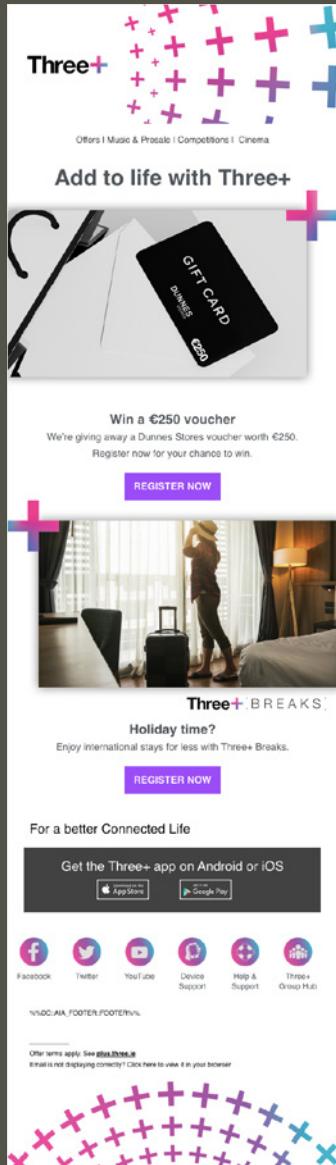 Three+
Offers | Music & Presale | Competitions | Cinema
Add to life with Three+
GIFT CARD
DUNNES
€250
Win a €250 voucher
We're giving away a Dunnes Stores voucher worth €250.
Register now for your chance to win.
REGISTER NOW
Three+ BREAKS
Holiday time?
Enjoy international stays for less with Three+ Breaks.
REGISTER NOW
For a better Connected Life
Get the Three+ app on Android or iOS
App Store Google Play
Facebook Twitter YouTube Device Support Help & Support Three+ Group Hub
Offer terms apply. See plus.three.ie
Email is not displaying correctly? Click here to view it in your browser